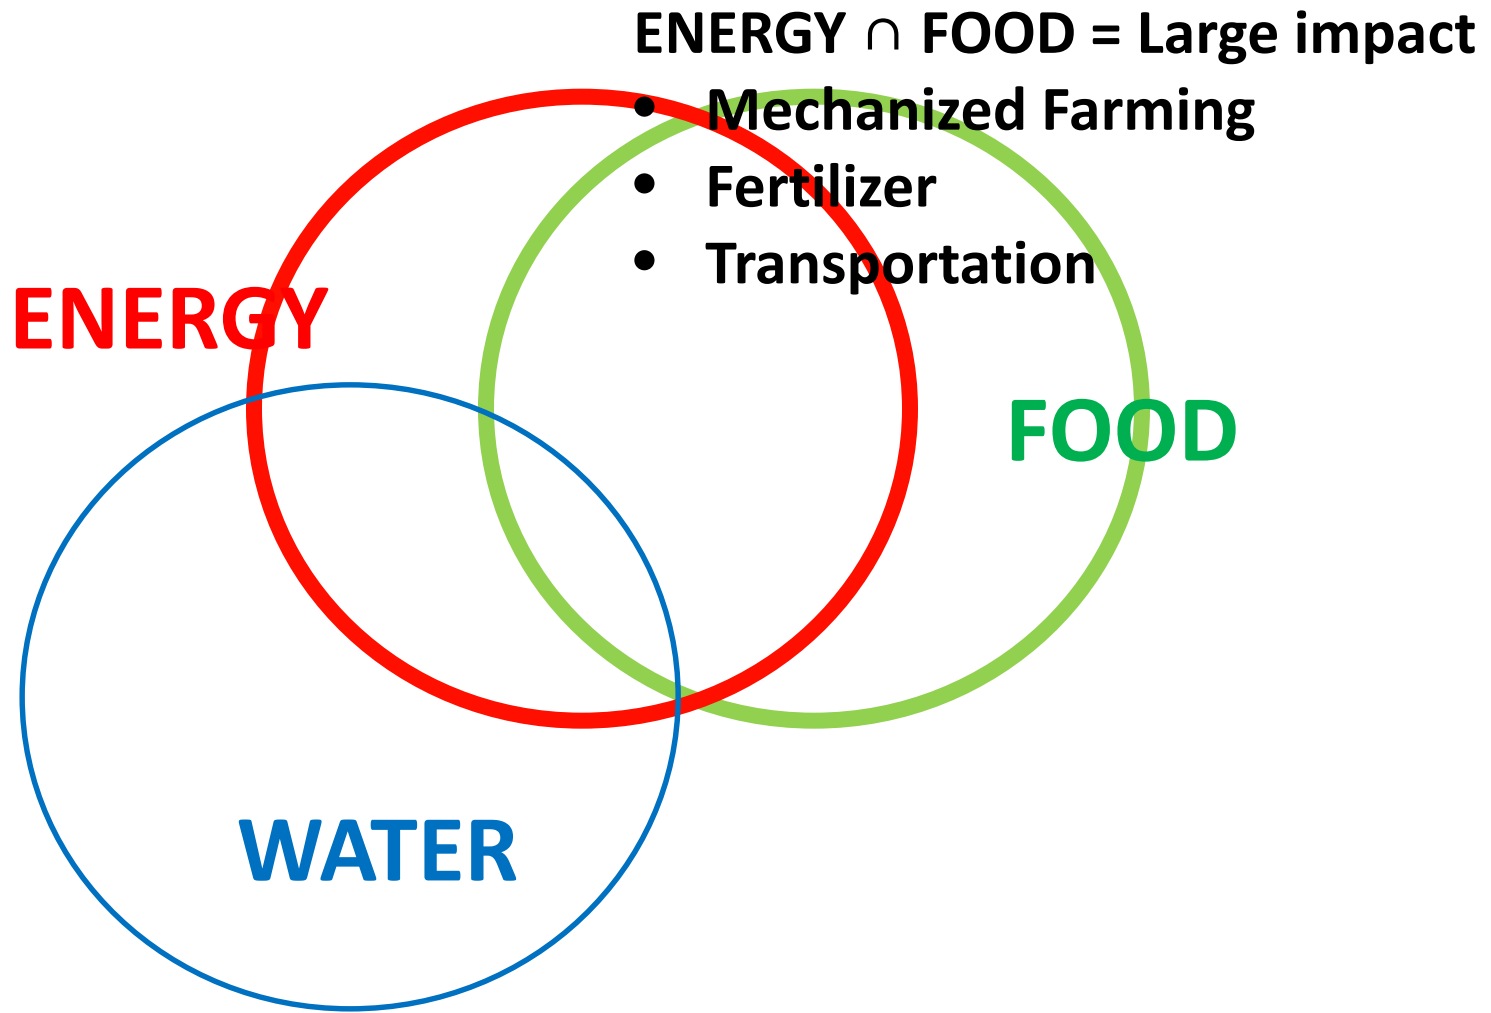 ENERGY ∩ FOOD = Large impact
• Mechanized Farming
• Fertilizer
• Transportation
ENERGY
FOOD
WATER